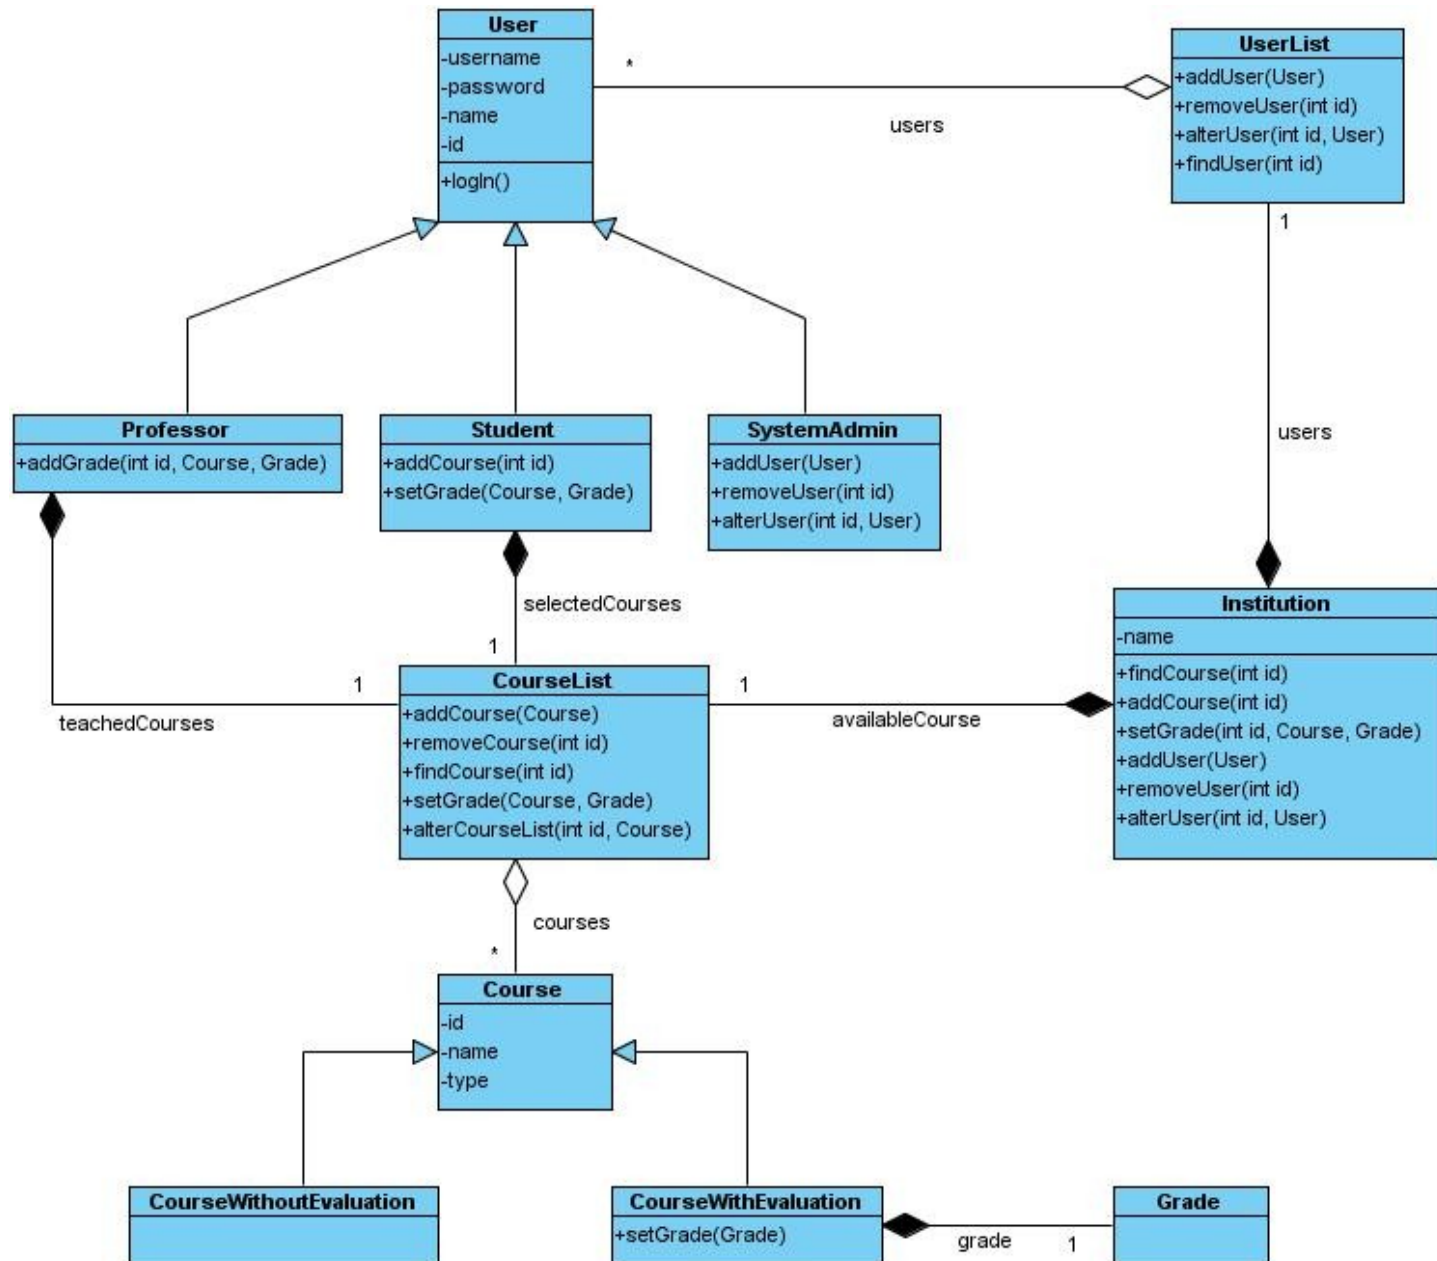 User
-username
-password
-name
-id
+logIn()
*
users
UserList
+addUser(User)
+removeUser(int id)
+alterUser(int id, User)
+findUser(int id)
1
users
Professor
+addGrade(int id, Course, Grade)
Student
+addCourse(int id)
+setGrade(Course, Grade)
SystemAdmin
+addUser(User)
+removeUser(int id)
+alterUser(int id, User)
selectedCourses
1
1
teachedCourses
CourseList
+addCourse(Course)
+removeCourse(int id)
+findCourse(int id)
+setGrade(Course, Grade)
+alterCourseList(int id, Course)
1
availableCourse
Institution
-name
+findCourse(int id)
+addCourse(int id)
+setGrade(int id, Course, Grade)
+addUser(User)
+removeUser(int id)
+alterUser(int id, User)
courses
*
Course
-id
-name
-type
CourseWithoutEvaluation
CourseWithEvaluation
+setGrade(Grade)
grade
1
Grade